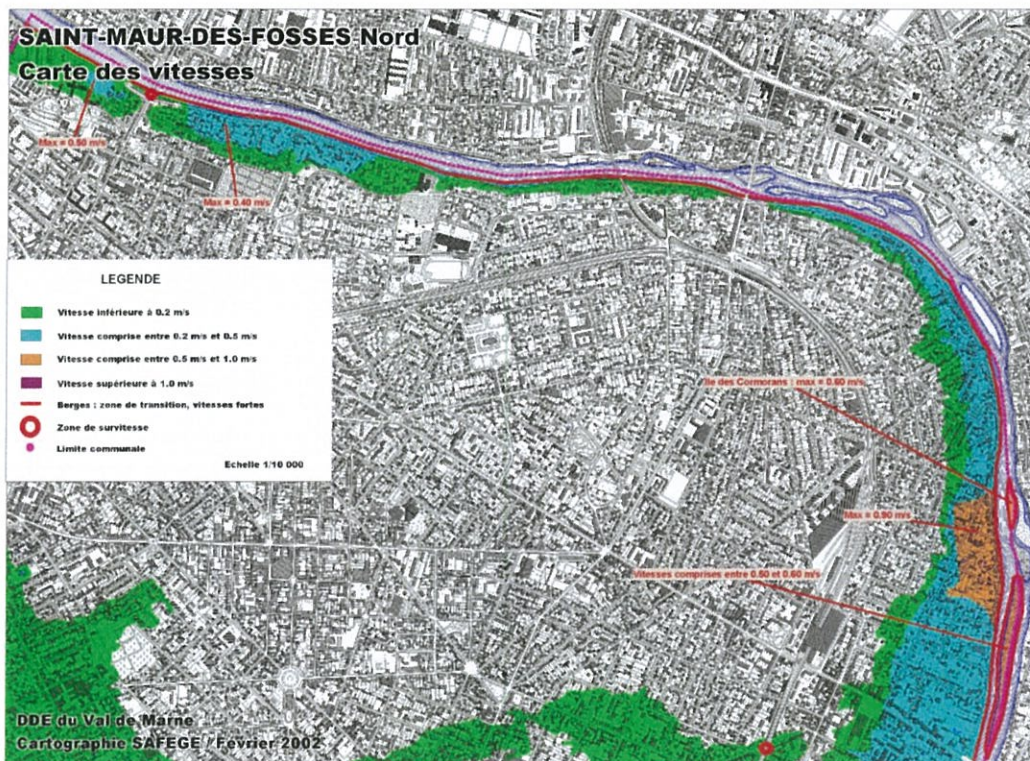 SAINT-MAUR-DES-FOSSES Nord
Carte des vitesses
Max = 0.50 m/s
Max = 0.40 m/s
LEGENDE
Vitesse inférieure à 0.2 m/s
Vitesse comprise entre 0.2 m/s et 0.5 m/s
Vitesse comprise entre 0.5 m/s et 1.0 m/s
Vitesse supérieure à 1.0 m/s
Berges : zone de transition, vitesses fortes
Zone de survitesse
Limite communale
Echelle 1/10 000
Ile des Cormorans : max = 0.60 m/s
Max = 0.90 m/s
Vitesses comprises entre 0.50 et 0.60 m/s
DDE du Val de Marne
Cartographie SAFEGE / Février 2002